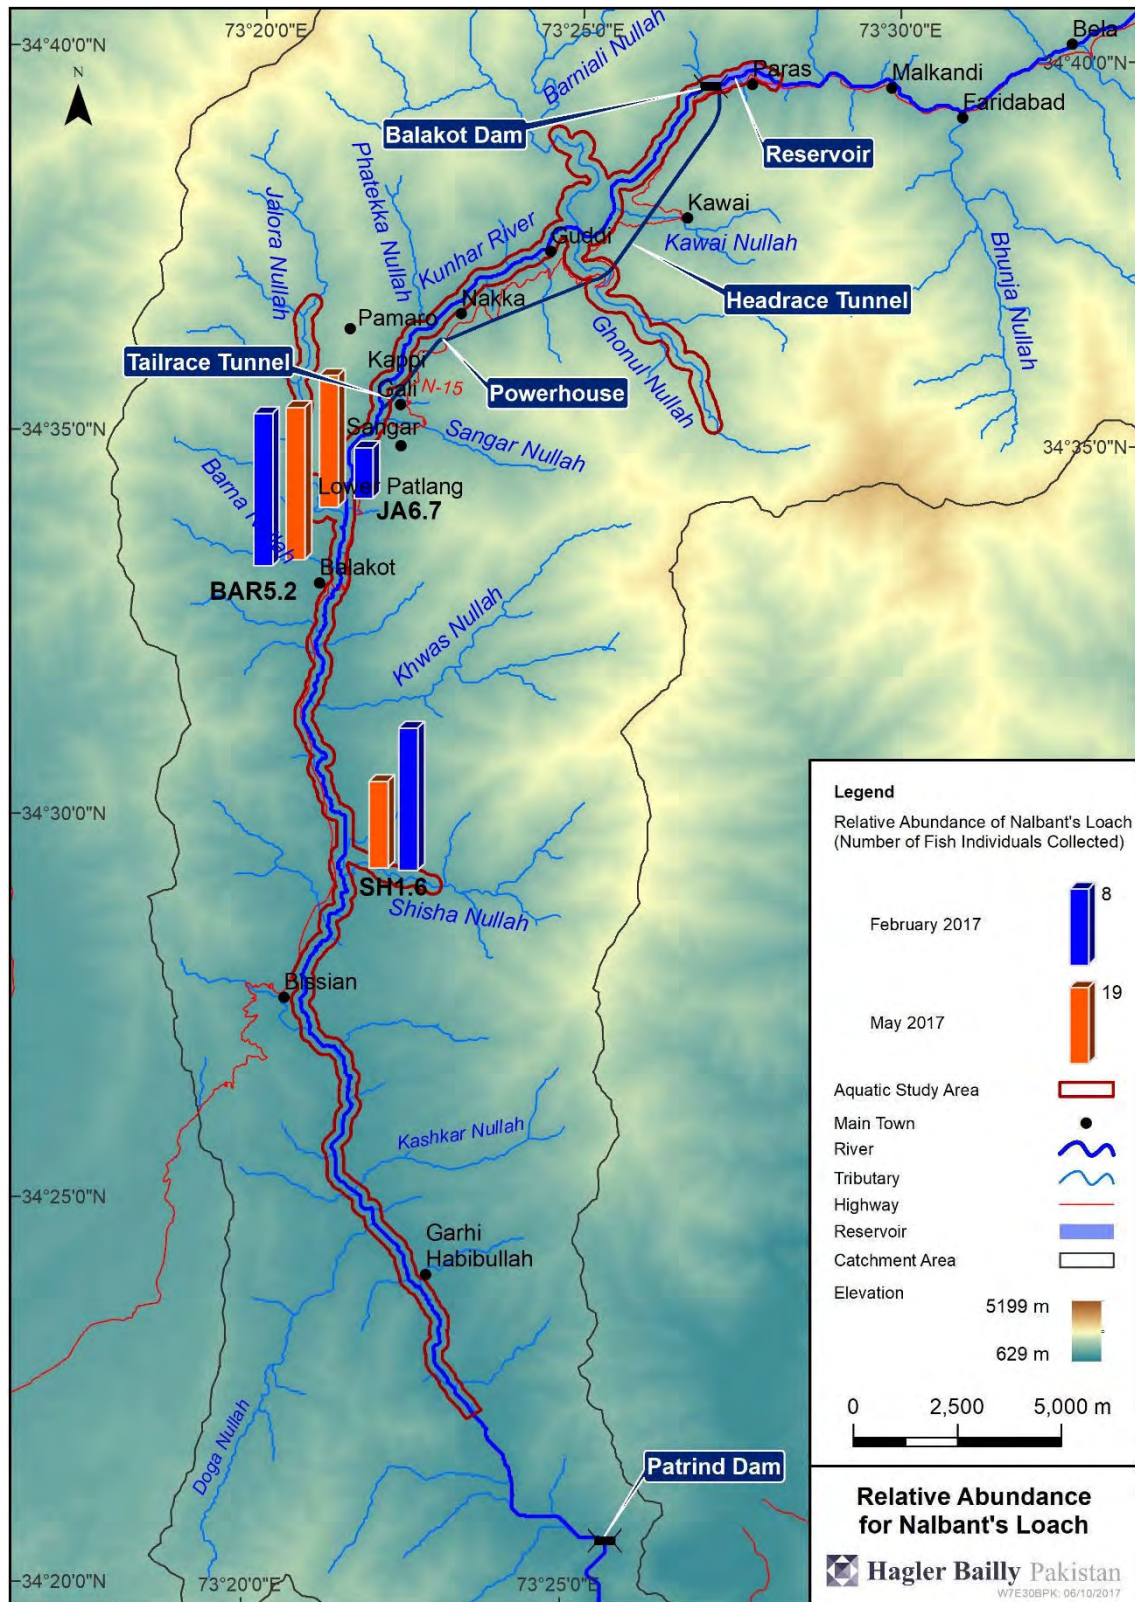 73°20'0"E
73°25'0"E
73°30'0"E
34°40'0"N
Bela
34°40'0"N
N
Barniali Nullah
Paras
Malkandi
Faridabad
Balakot Dam
Reservoir
Phatekka Nullah
Jalora Nullah
Kawai
Kawai Nullah
Kunhar River
Guddi
Bhunja Nullah
Headrace Tunnel
Nakka
Pamaro
Ghonul Nullah
Tailrace Tunnel
Kappi
Gali
N-15
Powerhouse
34°35'0"N
Sangar
Sangar Nullah
34°35'0"N
Barna Nullah
Lower Patlang
JA6.7
Balakot
BAR5.2
Khwas Nullah
34°30'0"N
SH1.6
Shisha Nullah
Bissian
Kashkar Nullah
34°25'0"N
Garhi
Habibullah
Doga Nullah
Patrind Dam
34°20'0"N
73°20'0"E
73°25'0"E
Legend
Relative Abundance of Nalbant's Loach
(Number of Fish Individuals Collected)
8
February 2017
19
May 2017
Aquatic Study Area
Main Town
River
Tributary
Highway
Reservoir
Catchment Area
Elevation
5199 m
629 m
0 2,500 5,000 m
Relative Abundance
for Nalbant's Loach
Hagler Bailly Pakistan
W7E30BPK: 06/10/2017